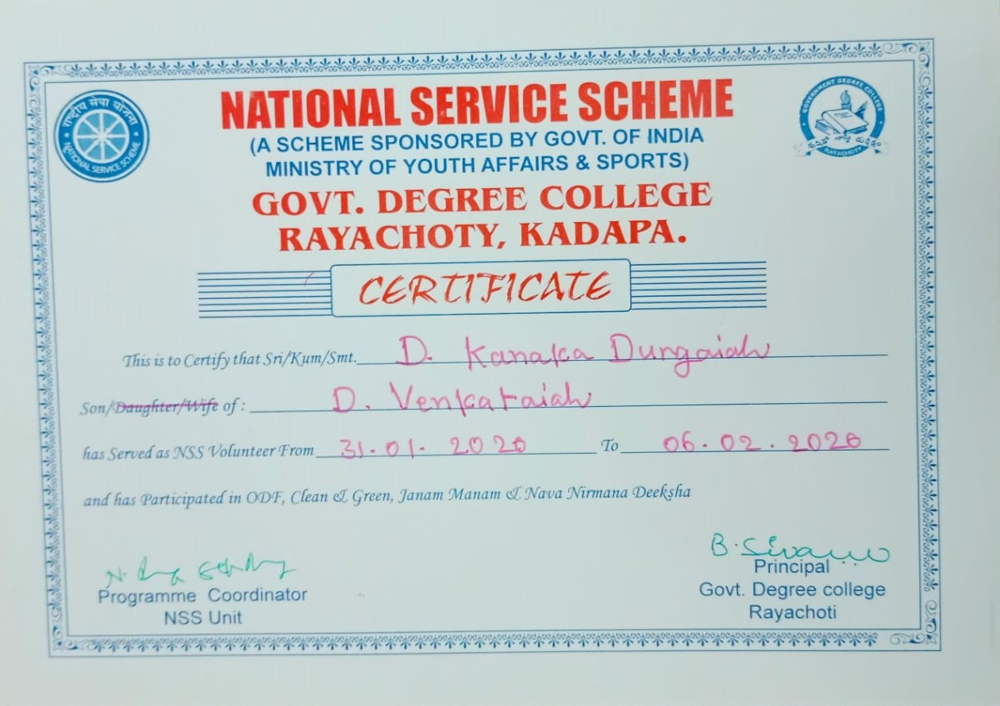 राष्ट्रीय सेवा योजना
NATIONAL SERVICE SCHEME
GOVERNMENT DEGREE COLLEGE
RAYACHOTY
NATIONAL SERVICE SCHEME
(A SCHEME SPONSORED BY GOVT. OF INDIA
MINISTRY OF YOUTH AFFAIRS & SPORTS)
GOVT. DEGREE COLLEGE
RAYACHOTY, KADAPA.
CERTIFICATE
This is to Certify that Sri/Kum/Smt. D. Kanaka Durgaiah
Son/Daughter/Wife of : D. Venkataiah
has Served as NSS Volunteer From 31-01-2020 To 06.02.2020
and has Participated in ODF, Clean & Green, Janam Manam & Nava Nirmana Deeksha
Programme Coordinator
NSS Unit
B. 
Principal
Govt. Degree college
Rayachoti